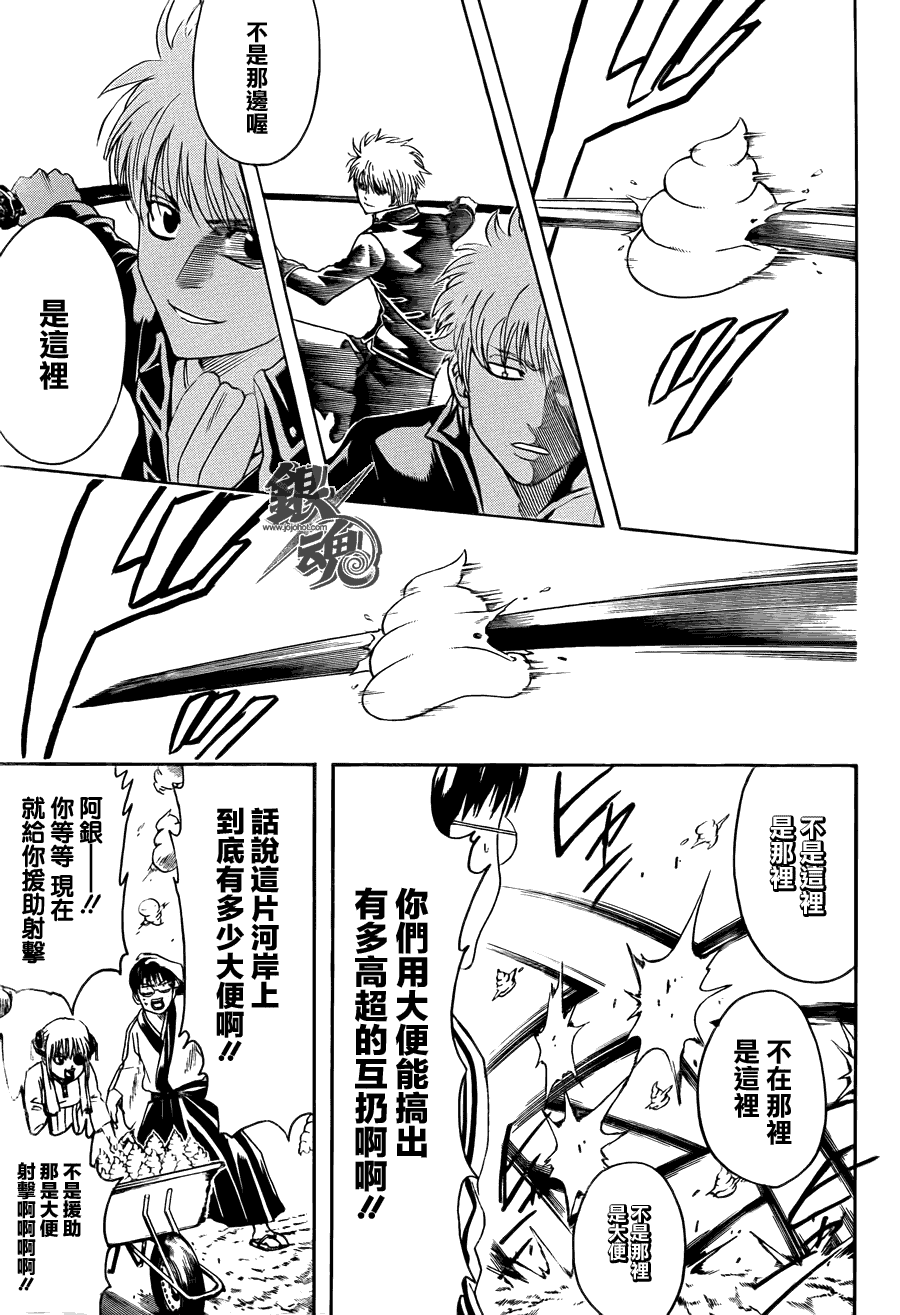 不是那邊喔
是這裡
銀魂
www.jojohot.com
不是這裡
是那裡
不在那裡
是這裡
不是那裡
是大便
你們用大便能搞出
有多高超的互扔啊啊!!
話說這片河岸上
到底有多少大便啊!!
阿銀——!!
你等等 現在
就給你援助射擊
不是援助
那是大便
射擊啊啊啊啊!!